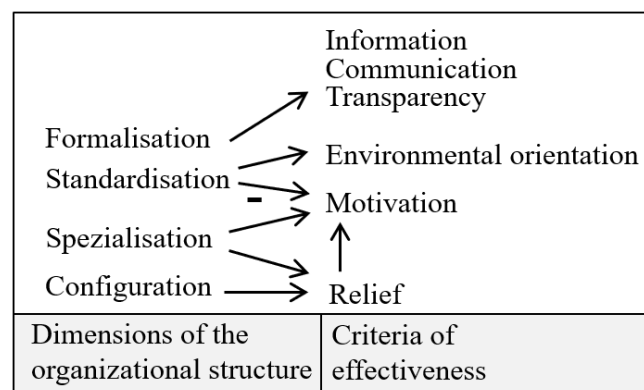 Information
Communication
Transparency
Formalisation
Environmental orientation
Standardisation
-
Motivation
Spezialisation
Configuration
Relief
Dimensions of the
organizational structure
Criteria of
effectiveness